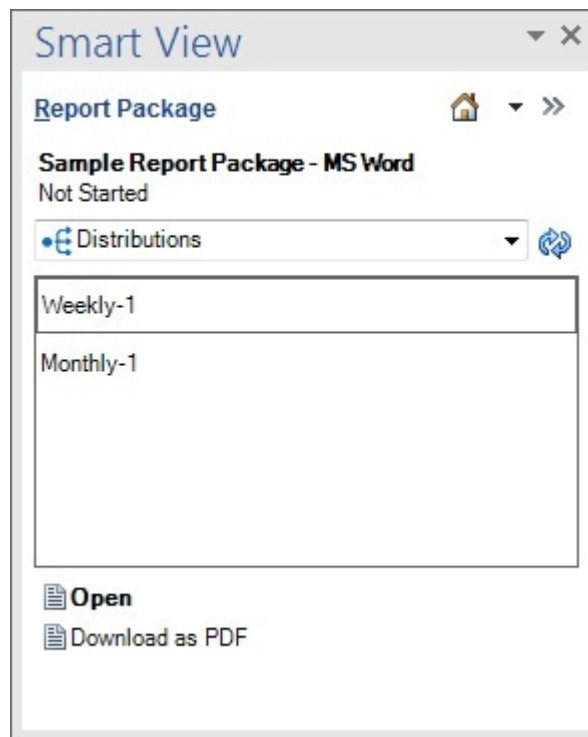 Smart View
Report Package
Sample Report Package - MS Word
Not Started
Distributions
Weekly-1
Monthly-1
Open
Download as PDF